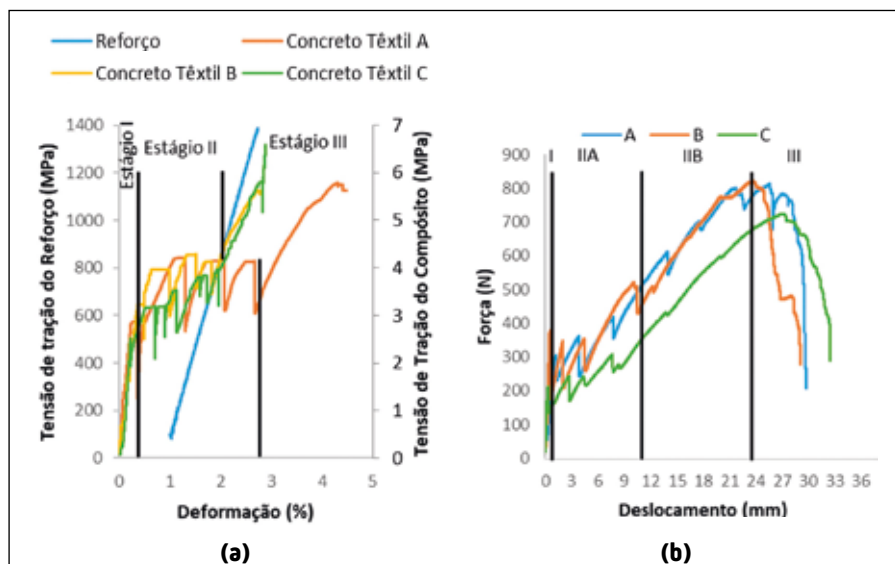 Reforço
Concreto Têxtil A
Concreto Têxtil B
Concreto Têxtil C
Tensão de tração do Reforço (MPa)
1400
1200
1000
800
600
400
200
0
Estágio I
Estágio II
Estágio III
7
6
5
4
3
2
1
0
Tensão de Tração do Compósito (MPa)
0 1 2 3 4 5
Deformação (%)
(a)
A B C
I IIA IIB III
Força (N)
900
800
700
600
500
400
300
200
100
0
0 3 6 9 12 15 18 21 24 27 30 33 36
Deslocamento (mm)
(b)